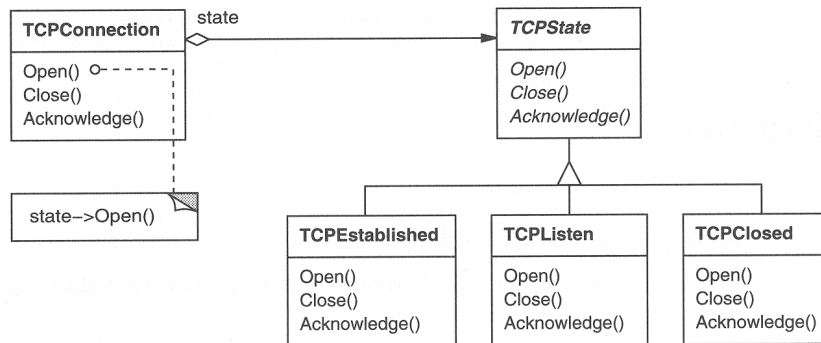 TCPConnection
Open()
Close()
Acknowledge()
state
TCPState
Open()
Close()
Acknowledge()
state->Open()
TCPEstablished
Open()
Close()
Acknowledge()
TCPListen
Open()
Close()
Acknowledge()
TCPClosed
Open()
Close()
Acknowledge()